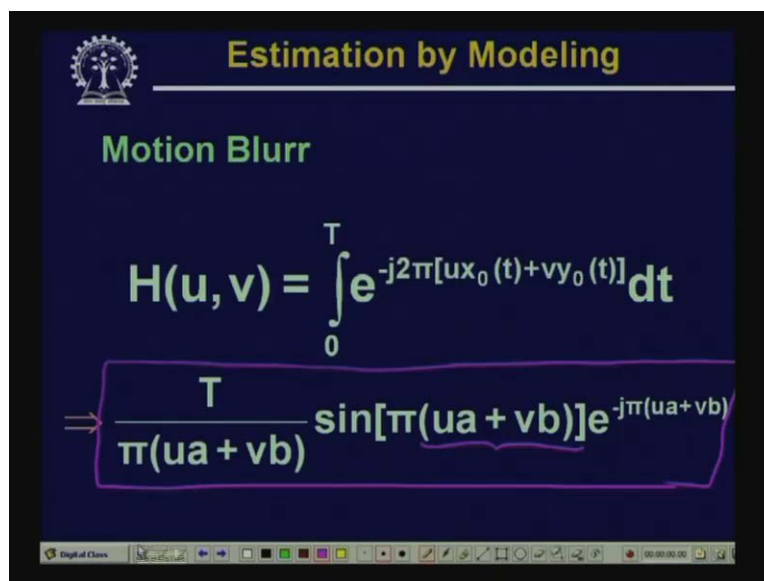 Estimation by Modeling
Motion Blurr
H(u, v) = ∫₀ᵀ e^{-j2π[ux₀(t)+vy₀(t)]}dt
⇒ T/π(ua + vb) sin[π(ua + vb)]e^{-jπ(ua+vb)}
Digital Class
00:00:00.00